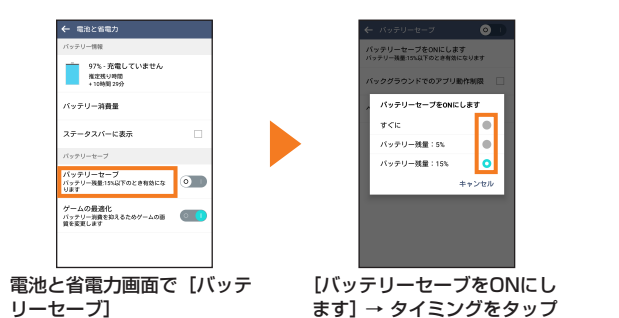 電池と省電力
バッテリー情報
97% - 充電していません
推定残り時間
+ 10時間 29分
バッテリー消費量
ステータスバーに表示
バッテリーセーブ
バッテリーセーブ
バッテリー残量:15%以下のとき有効にな
ります
ゲームの最適化
バッテリー消費を抑えるためゲームの画
質を変更します
電池と省電力画面で［バッテ
リーセーブ］
バッテリーセーブ
バッテリーセーブをONにします
バッテリー残量:15%以下のとき有効になります
バックグラウンドでのアプリ動作制限
バッテリーセーブをONにします
すぐに
バッテリー残量：5%
バッテリー残量：15%
キャンセル
［バッテリーセーブをONにし
ます］→ タイミングをタップ